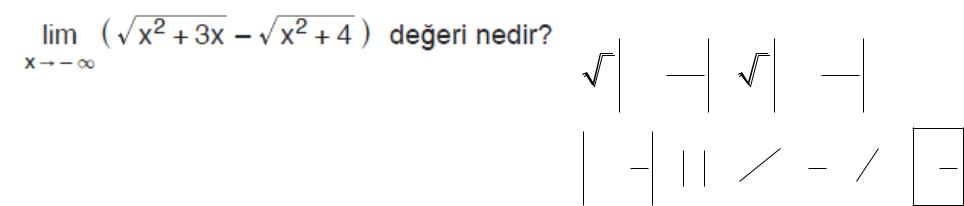 lim (√x² + 3x − √x² + 4) değeri nedir?
x→ − ∞